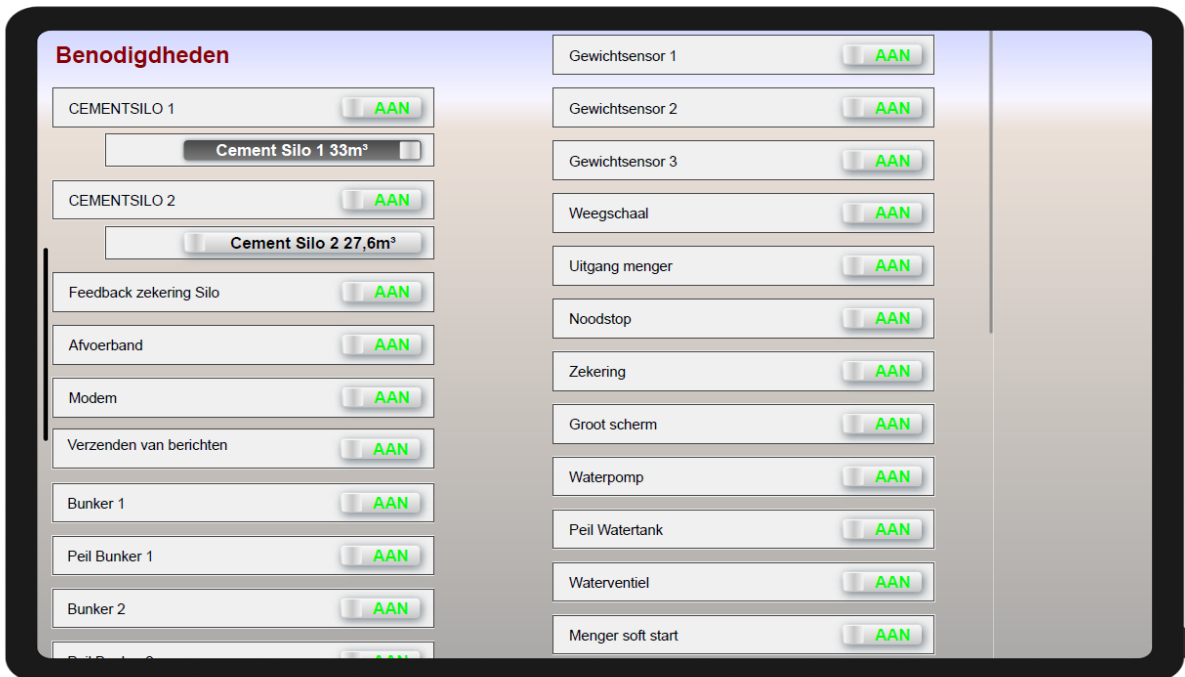 Benodigdheden
CEMENTSILO 1 AAN
Cement Silo 1 33m³
CEMENTSILO 2 AAN
Cement Silo 2 27,6m³
Feedback zekering Silo AAN
Afvoerband AAN
Modem AAN
Verzenden van berichten AAN
Bunker 1 AAN
Peil Bunker 1 AAN
Bunker 2 AAN
Gewichtsensor 1 AAN
Gewichtsensor 2 AAN
Gewichtsensor 3 AAN
Weegschaal AAN
Uitgang menger AAN
Noodstop AAN
Zekering AAN
Groot scherm AAN
Waterpomp AAN
Peil Watertank AAN
Waterventiel AAN
Menger soft start AAN